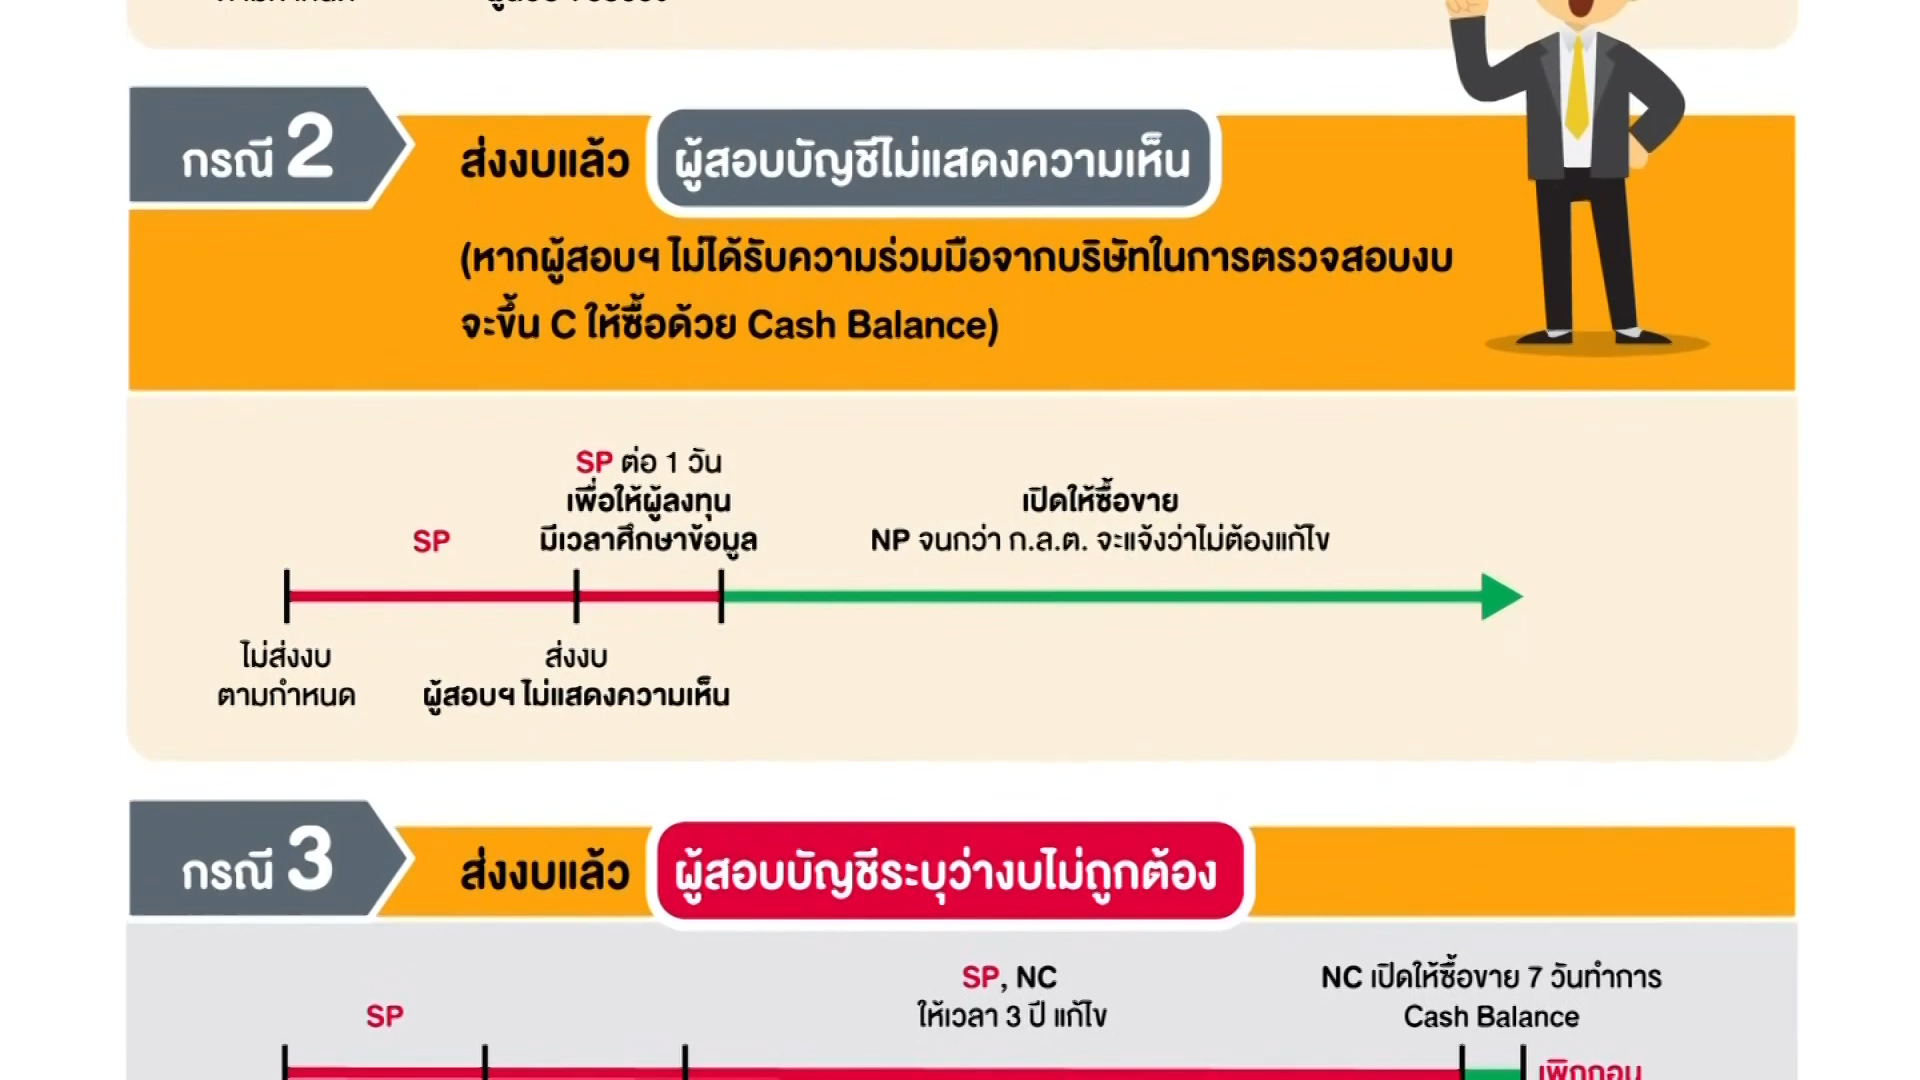 กรณี 2
ส่งงบแล้ว ผู้สอบบัญชีไม่แสดงความเห็น
(หากผู้สอบฯ ไม่ได้รับความร่วมมือจากบริษัทในการตรวจสอบงบ
จะขึ้น C ให้ซื้อด้วย Cash Balance)
SP
SP ต่อ 1 วัน
เพื่อให้ผู้ลงทุน
มีเวลาศึกษาข้อมูล
เปิดให้ซื้อขาย
NP จนกว่า ก.ล.ต. จะแจ้งว่าไม่ต้องแก้ไข
ไม่ส่งงบ
ตามกำหนด
ส่งงบ
ผู้สอบฯ ไม่แสดงความเห็น
กรณี 3
ส่งงบแล้ว ผู้สอบบัญชีระบุว่างบไม่ถูกต้อง
SP
SP, NC
ให้เวลา 3 ปี แก้ไข
NC เปิดให้ซื้อขาย 7 วันทำการ
Cash Balance
เพิกถอน